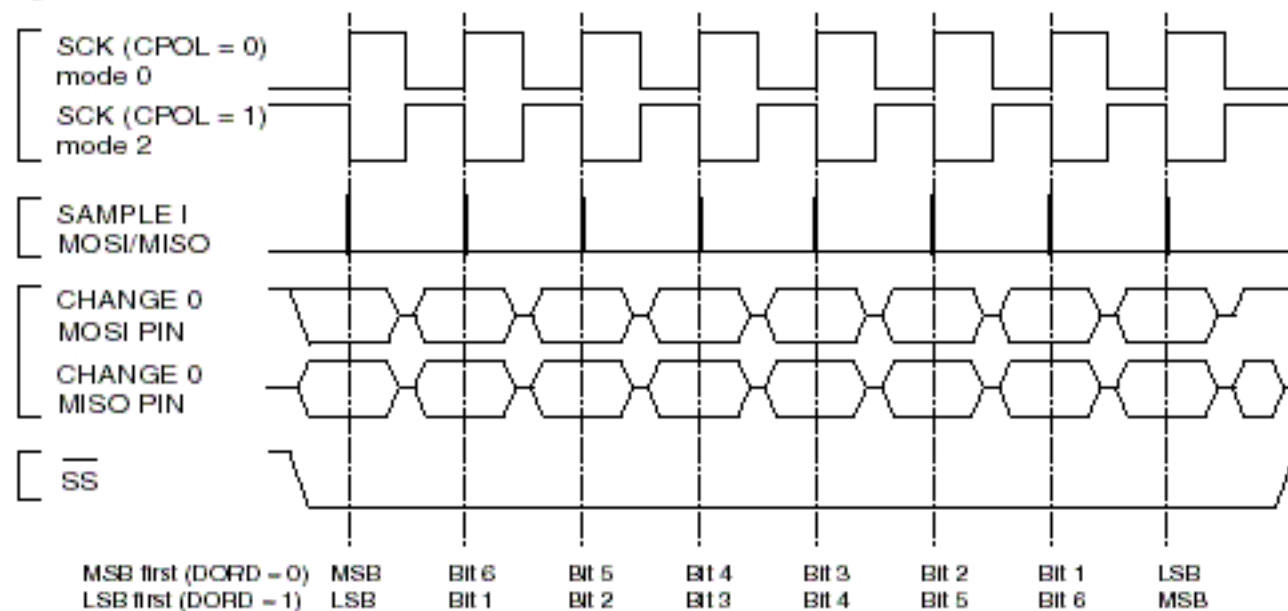 SCK (CPOL = 0)
mode 0
SCK (CPOL = 1)
mode 2
SAMPLE I
MOSI/MISO
CHANGE 0
MOSI PIN
CHANGE 0
MISO PIN
SS
MSB first (DORD = 0) MSB Bit 6 Bit 5 Bit 4 Bit 3 Bit 2 Bit 1 LSB
LSB first (DORD = 1) LSB Bit 1 Bit 2 Bit 3 Bit 4 Bit 5 Bit 6 MSB